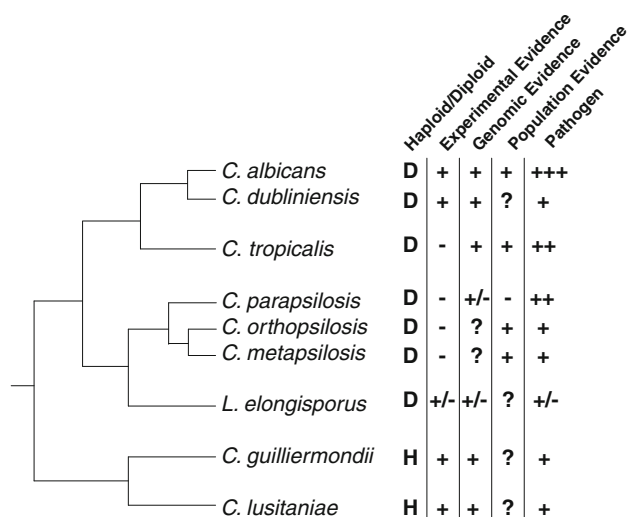 Haploid/Diploid
Experimental Evidence
Genomic Evidence
Population Evidence
Pathogen
C. albicans D + + + +++
C. dubliniensis D + + ? +
C. tropicalis D - + + ++
C. parapsilosis D - +/- - ++
C. orthopsilosis D - ? + +
C. metapsilosis D - ? + +
L. elongisporus D +/- +/- ? +/-
C. guilliermondii H + + ? +
C. lusitaniae H + + ? +